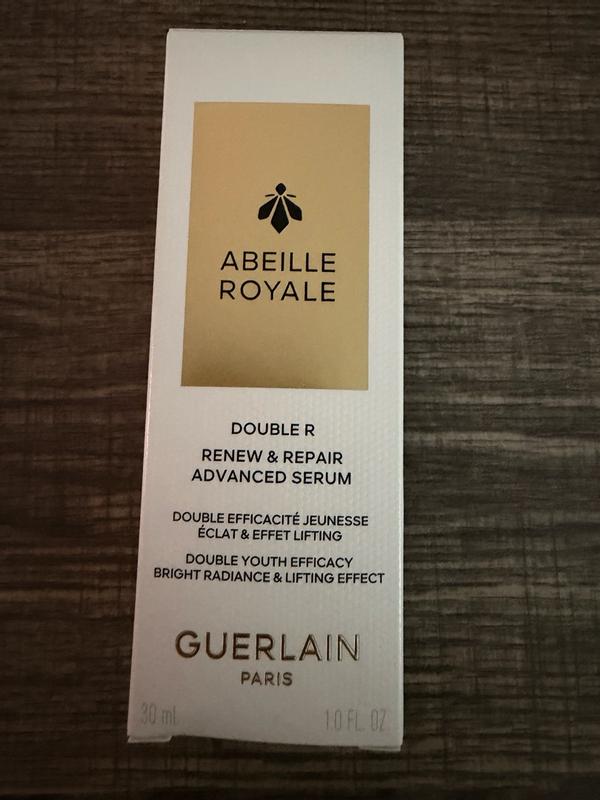 ABEILLE
ROYALE
DOUBLE R
RENEW & REPAIR
ADVANCED SERUM
DOUBLE EFFICACITÉ JEUNESSE
ÉCLAT & EFFET LIFTING
DOUBLE YOUTH EFFICACY
BRIGHT RADIANCE & LIFTING EFFECT
GUERLAIN
PARIS
30 ml 1.0 FL. OZ